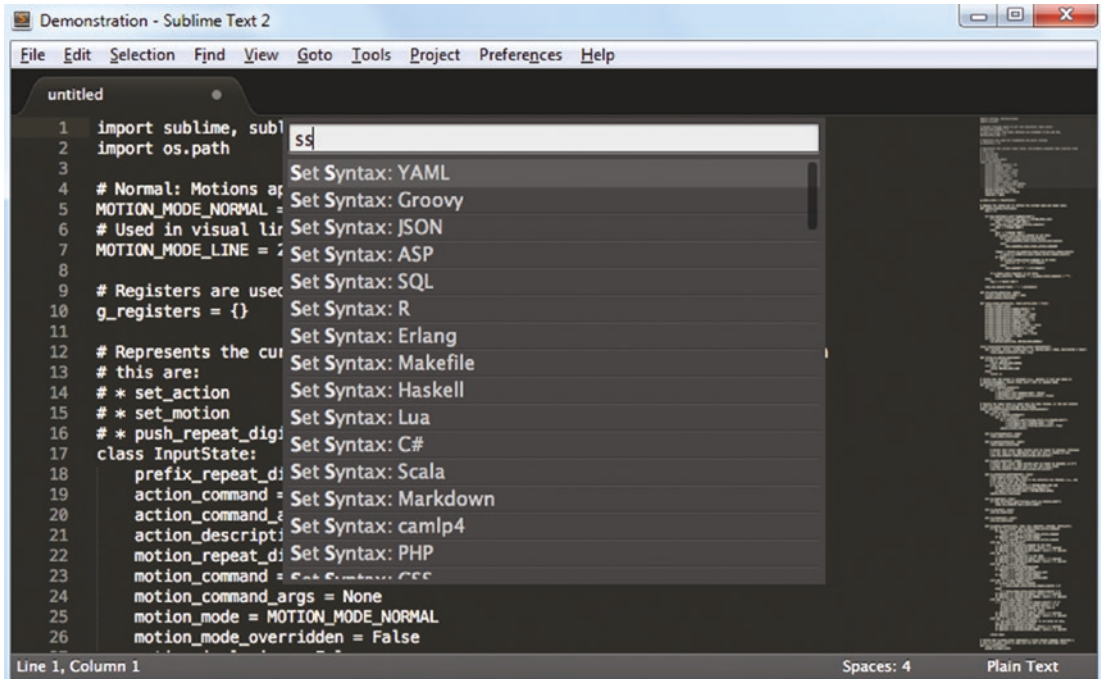 Demonstration - Sublime Text 2
File Edit Selection Find View Goto Tools Project Preferences Help
untitled
ss
Set Syntax: YAML
Set Syntax: Groovy
Set Syntax: JSON
Set Syntax: ASP
Set Syntax: SQL
Set Syntax: R
Set Syntax: Erlang
Set Syntax: Makefile
Set Syntax: Haskell
Set Syntax: Lua
Set Syntax: C#
Set Syntax: Scala
Set Syntax: Markdown
Set Syntax: camlp4
Set Syntax: PHP
Set Syntax: CSS
1 import sublime, subl
2 import os.path
3
4 # Normal: Motions ap
5 MOTION_MODE_NORMAL =
6 # Used in visual lin
7 MOTION_MODE_LINE = 2
8
9 # Registers are used
10 g_registers = {}
11
12 # Represents the cur
13 # this are:
14 # * set_action
15 # * set_motion
16 # * push_repeat_digi
17 class InputState:
18 prefix_repeat_di
19 action_command =
20 action_command_a
21 action_descripti
22 motion_repeat_di
23 motion_command =
24 motion_command_args = None
25 motion_mode = MOTION_MODE_NORMAL
26 motion_mode_overridden = False
Line 1, Column 1
Spaces: 4
Plain Text